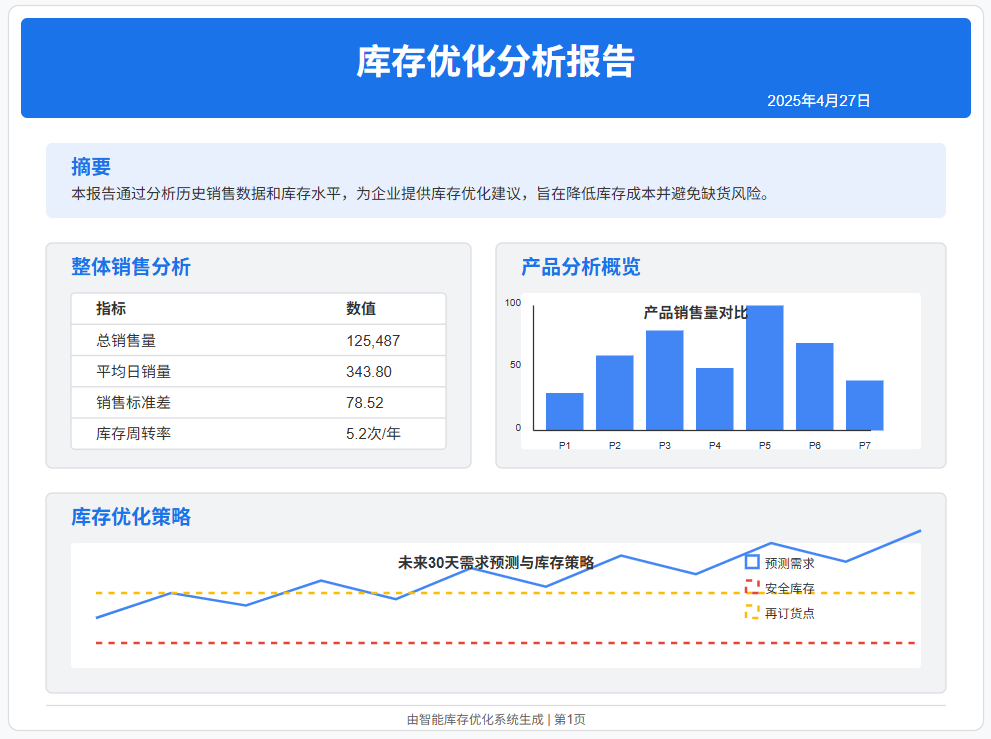 库存优化分析报告
2025年4月27日
摘要
本报告通过分析历史销售数据和库存水平，为企业提供库存优化建议，旨在降低库存成本并避免缺货风险。
整体销售分析
指标 数值
总销售量 125,487
平均日销量 343.80
销售标准差 78.52
库存周转率 5.2次/年
产品分析概览
产品销售量对比
100
50
0
P1 P2 P3 P4 P5 P6 P7
库存优化策略
未来30天需求预测与库存策略
预测需求
安全库存
再订货点
由智能库存优化系统生成 | 第1页